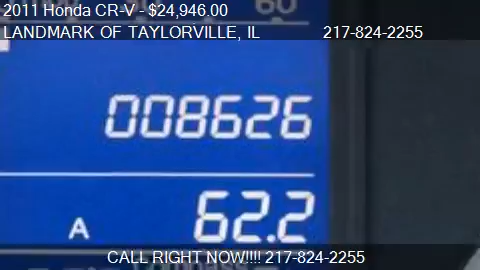 2011 Honda CR-V - $24,946.00
LANDMARK OF TAYLORVILLE, IL 217-824-2255
60
008626
A 62.2
CALL RIGHT NOW!!!! 217-824-2255